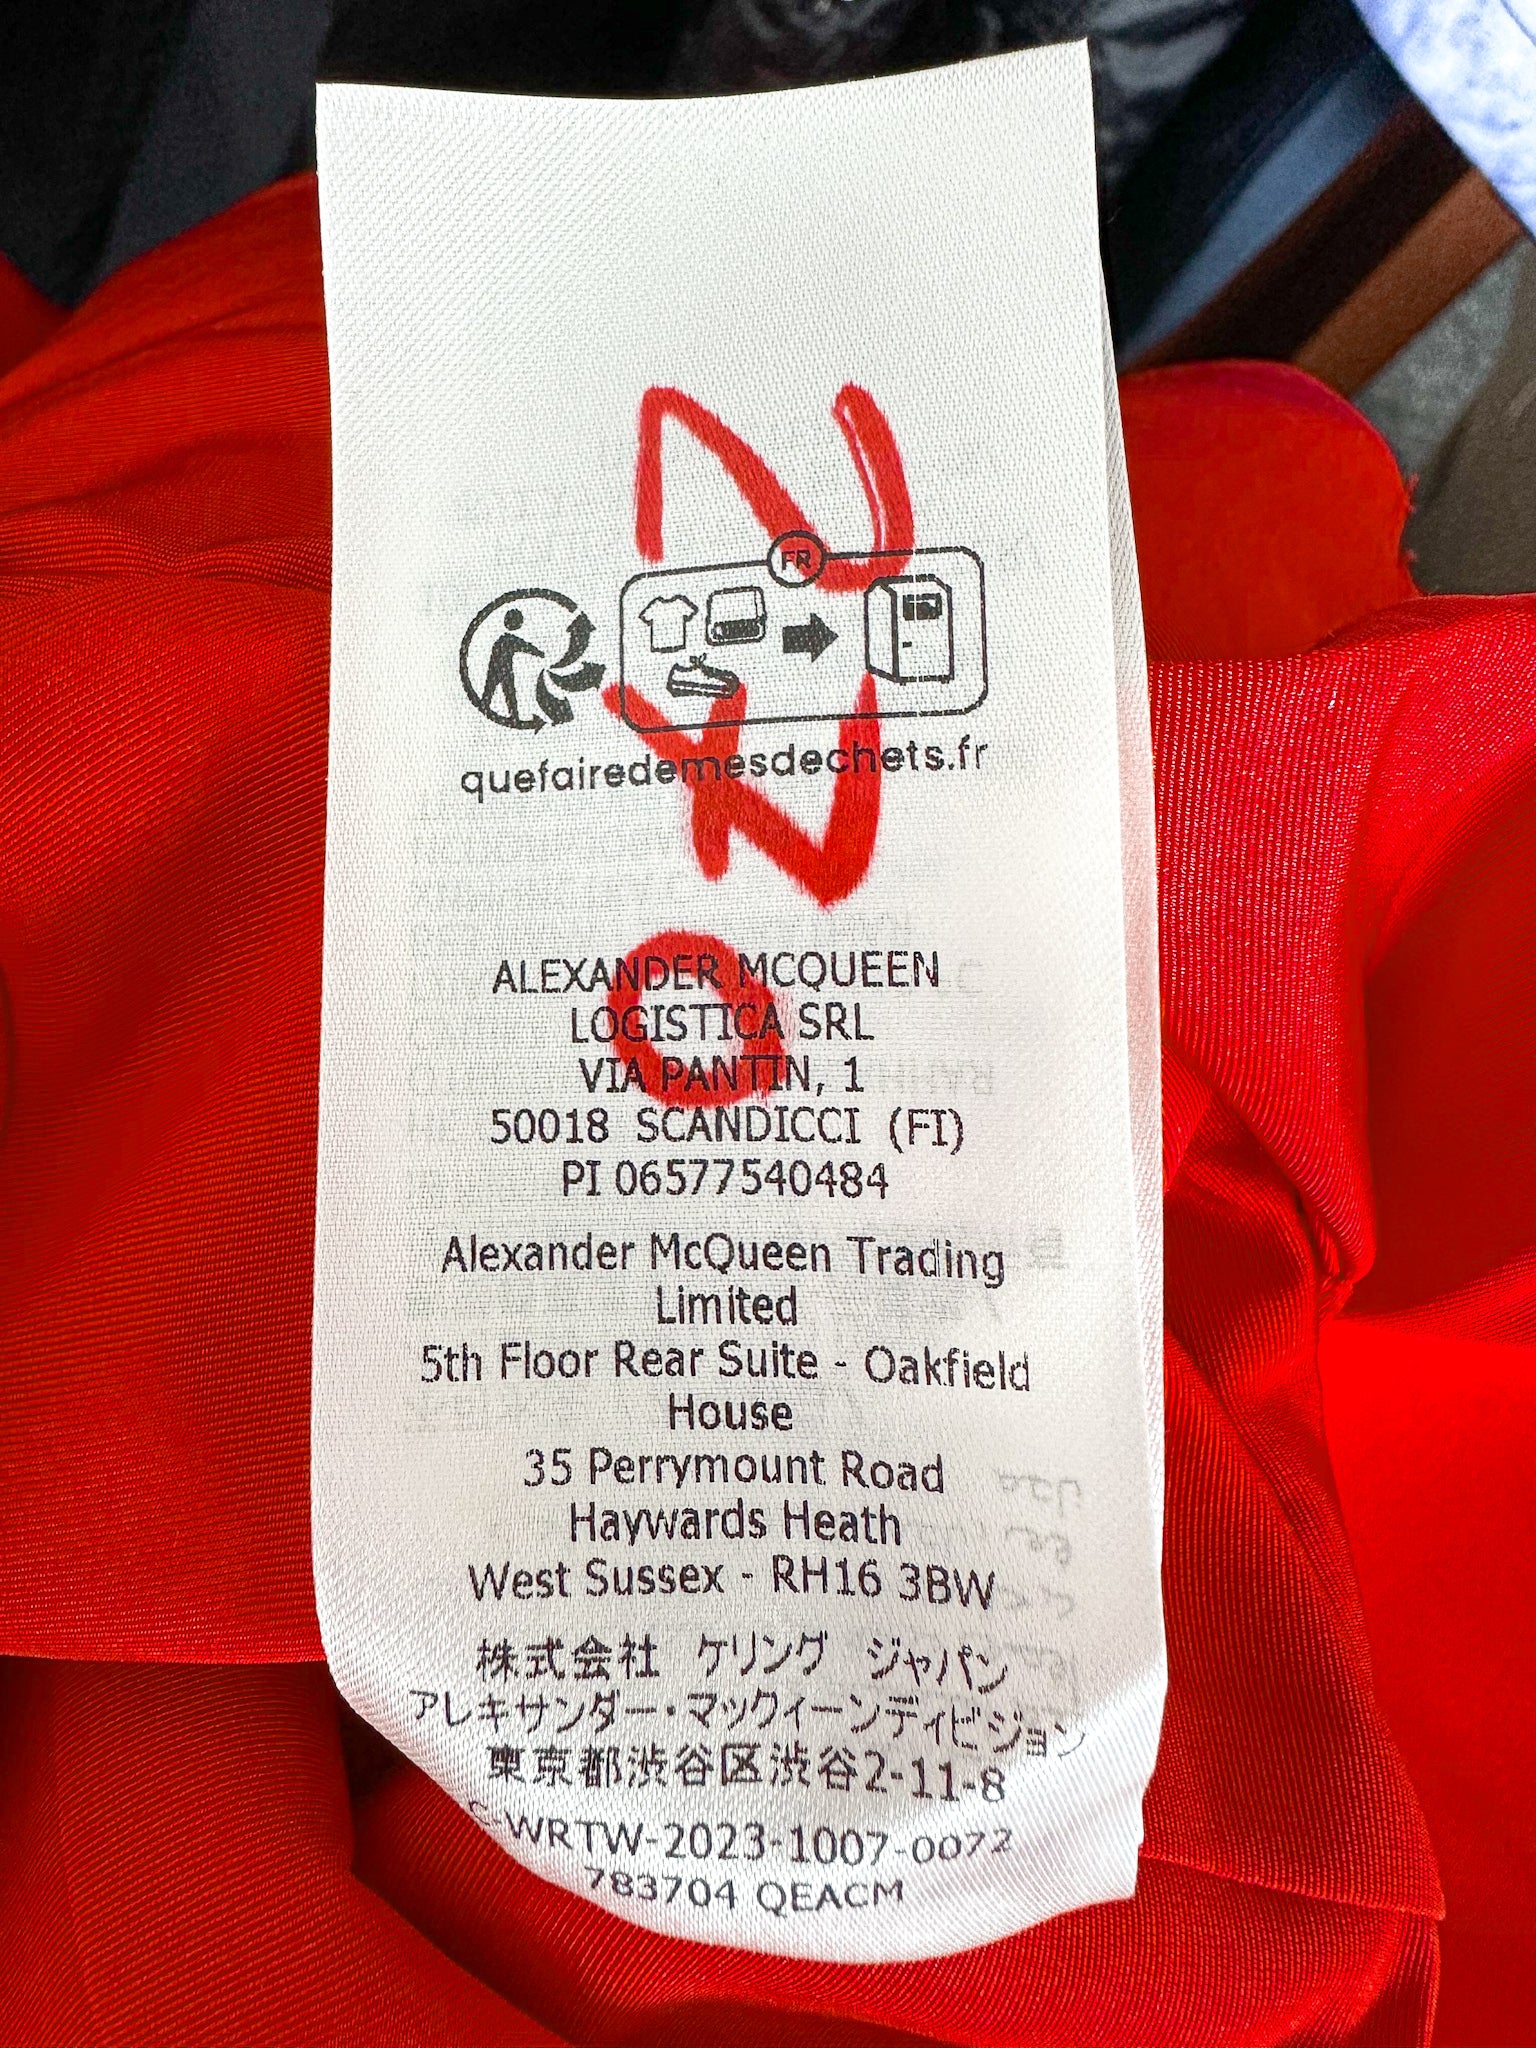 FR
quefairedemesdechets.fr
ALEXANDER MCQUEEN
LOGISTICA SRL
VIA PANTIN, 1
50018 SCANDICCI (FI)
PI 06577540484
Alexander McQueen Trading
Limited
5th Floor Rear Suite - Oakfield
House
35 Perrymount Road
Haywards Heath
West Sussex - RH16 3BW
株式会社 ケリング ジャパン
アレキサンダー・マックィーンディビジョン
東京都渋谷区渋谷2-11-8
C-WRTW-2023-1007-0072
783704 QEACM